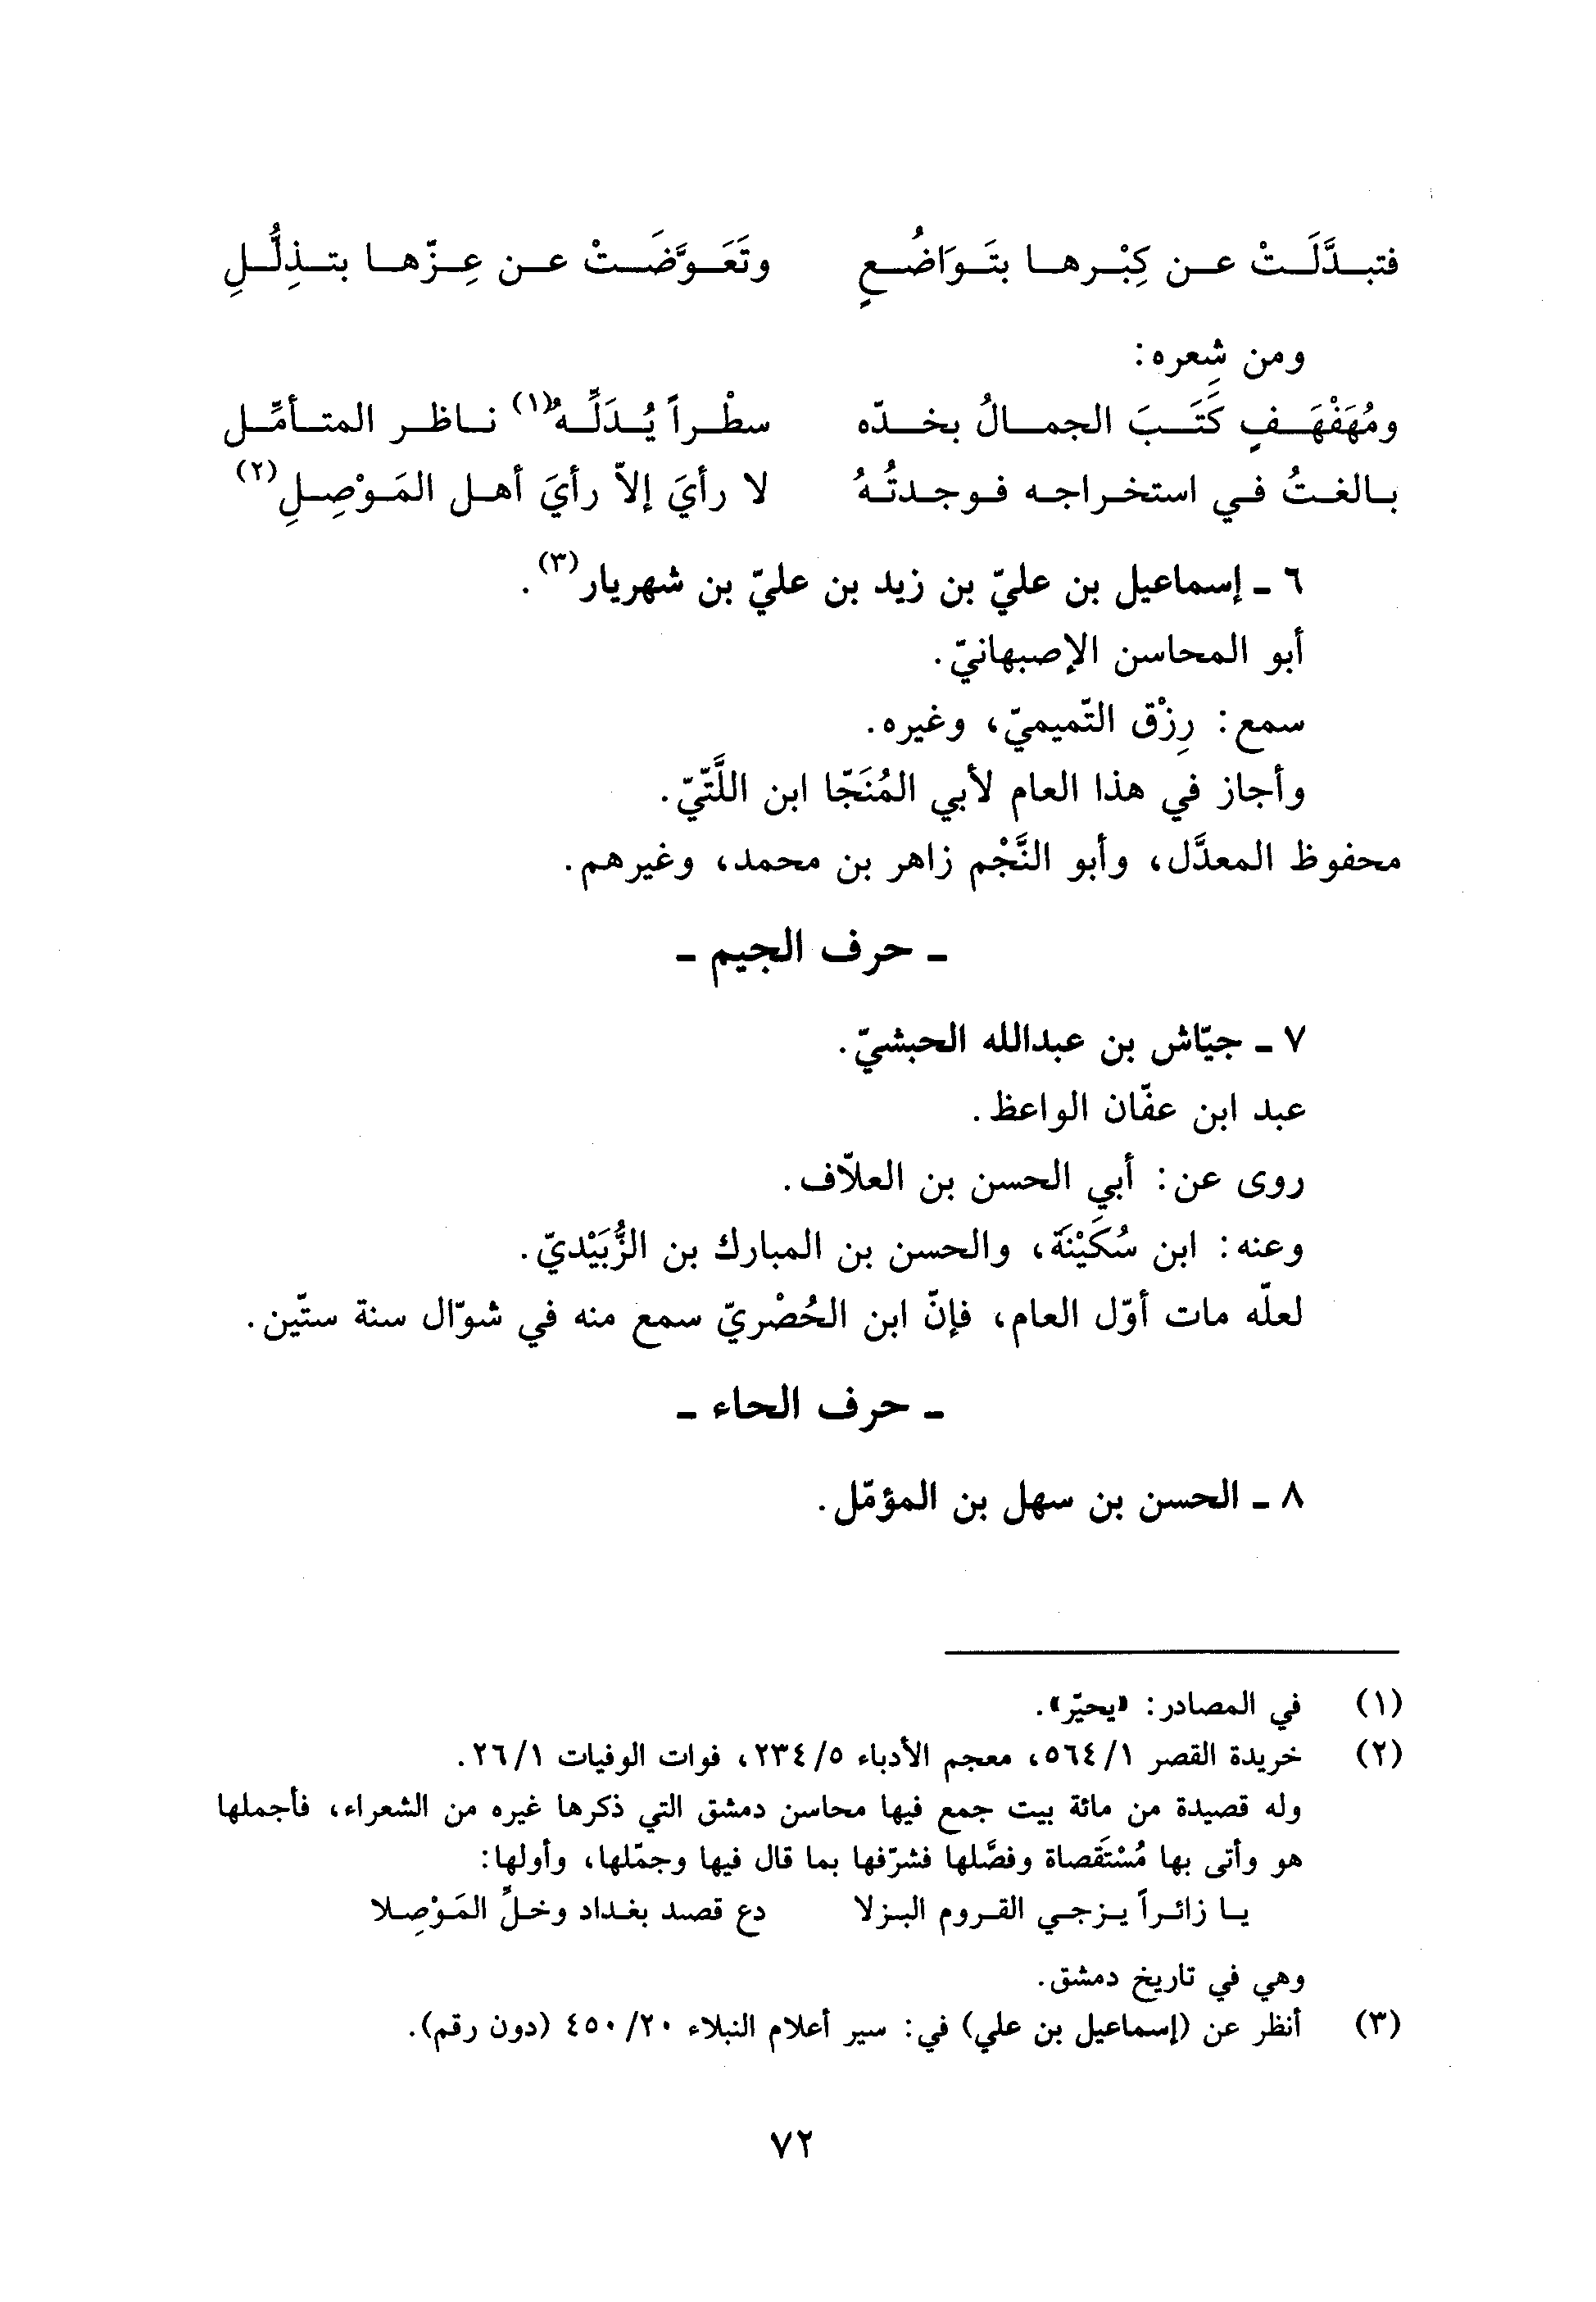 فتبدَّلَتْ عن كِبْرها بتَواَضُعٍ وتَعَوَّضَتْ عن عِزّها بتذِلُّلِ
ومن شِعره:
ومُهَفْهَفٍ كَتَبَ الجمالُ بخدّه سطْراً يُدَلِّهُ(١) ناظر المتأمِّل
بالغتُ في استخراجه فوجدتُهُ لا رأيَ إلاّ رأيَ أهل المَوْصِلِ(٢)
٦ ـ إسماعيل بن عليّ بن زيد بن عليّ بن شهريار(٣).
أبو المحاسن الإصبهانيّ.
سمع: رِزْق التّميميّ، وغيره.
وأجاز في هذا العام لأبي المُنَجّا ابن اللَّتّيّ.
محفوظ المعدَّل، وأبو النَّجْم زاهر بن محمد، وغيرهم.
ـ حرف الجيم ـ
٧ ـ جيّاش بن عبدالله الحبشيّ.
عبد ابن عفّان الواعظ.
روى عن: أبي الحسن بن العلاّف.
وعنه: ابن سُكَيْنَة، والحسن بن المبارك بن الزُّبَيْديّ.
لعلّه مات أوّل العام، فإنّ ابن الحُصْريّ سمع منه في شوّال سنة ستّين.
ـ حرف الحاء ـ
٨ ـ الحسن بن سهل بن المؤمّل.
(١) في المصادر: «يحيّر».
(٢) خريدة القصر ٥٦٤/١، معجم الأدباء ٢٣٤/٥، فوات الوفيات ٢٦/١.
وله قصيدة من مائة بيت جمع فيها محاسن دمشق التي ذكرها غيره من الشعراء، فأجملها
هو وأتى بها مُسْتَقصاة وفصَّلها فشرّفها بما قال فيها وجمّلها، وأولها:
يا زائراً يزجي القروم البزلا دع قصد بغداد وخلِّ المَوْصِلا
وهي في تاريخ دمشق.
(٣) أنظر عن (إسماعيل بن علي) في: سير أعلام النبلاء ٤٥٠/٢٠ (دون رقم).
٧٢